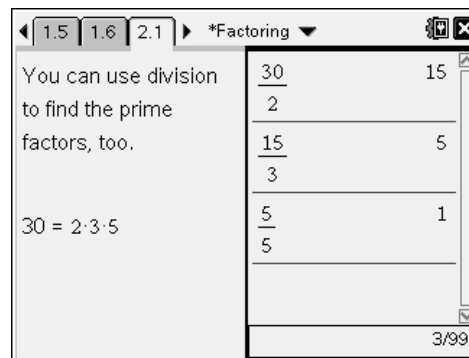 1.5 1.6 2.1 *Factoring
You can use division
to find the prime
factors, too.
30 = 2·3·5
30/2 15
15/3 5
5/5 1
3/99